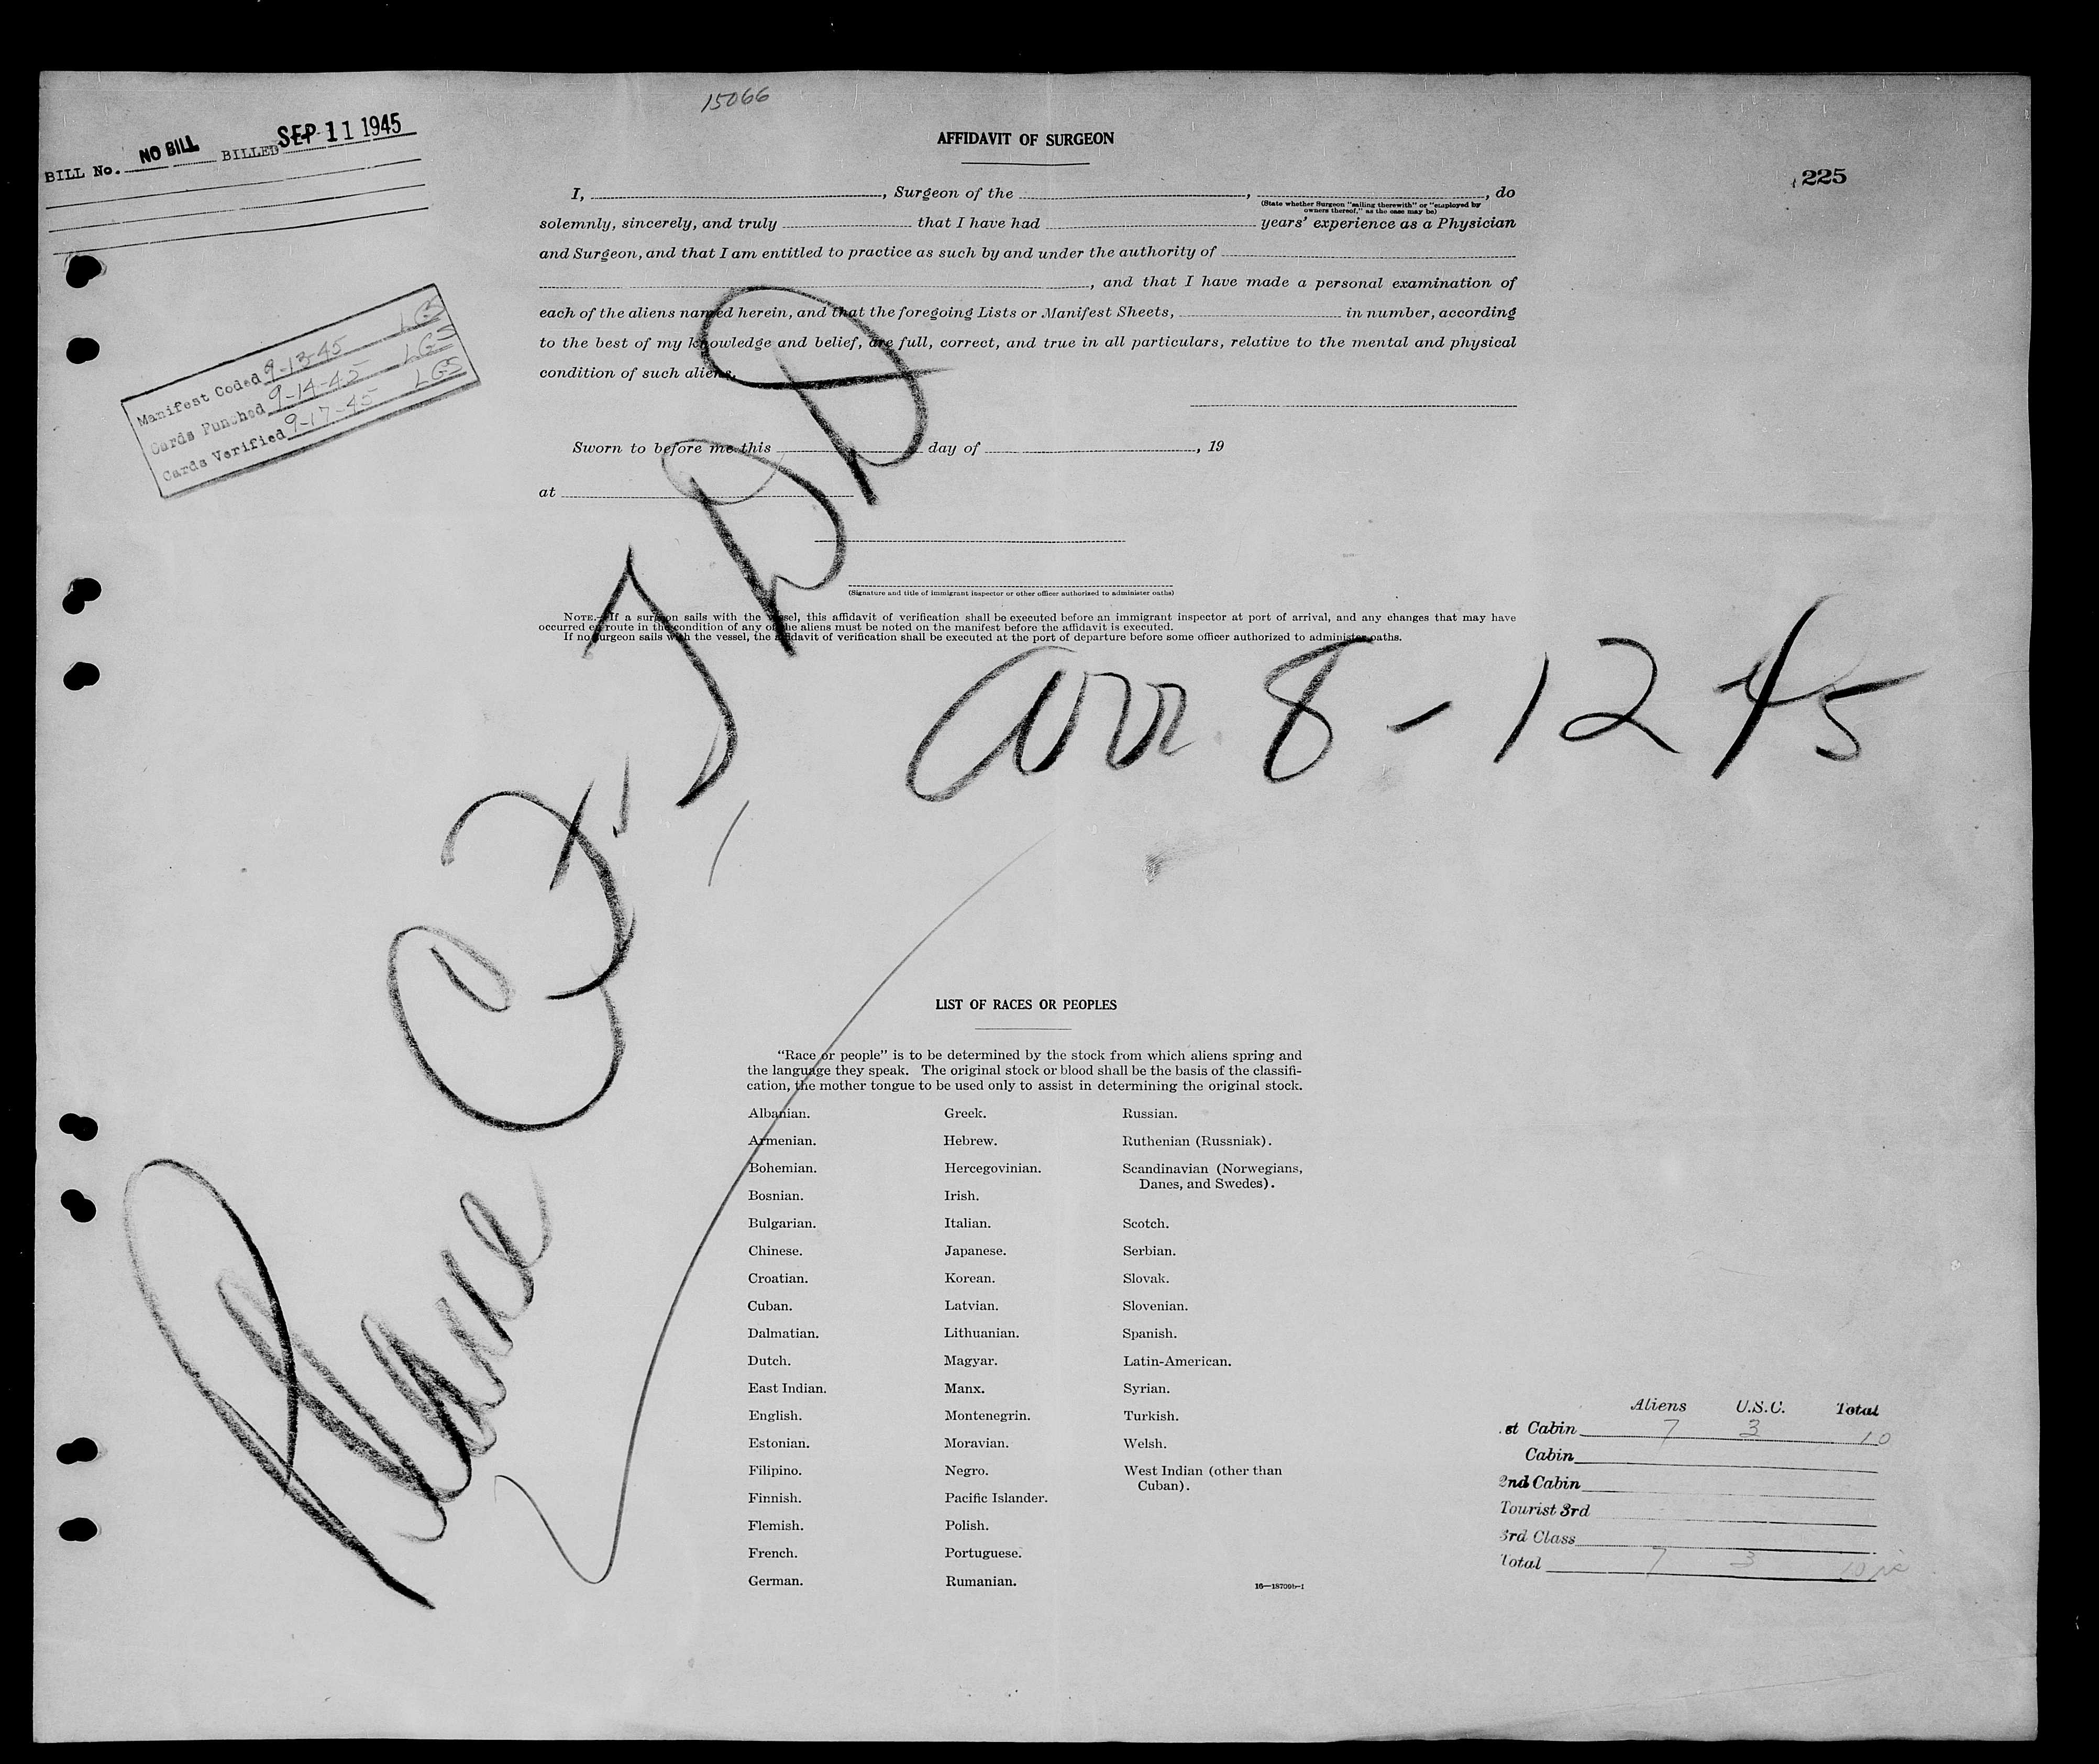 15066
BILL No. NO BILL BILLED SEP 11 1945
225
Manifest Coded 9-13-45 LGS
Cards Punched 9-14-45 LGS
Cards Verified 9-17-45 LGS
AFFIDAVIT OF SURGEON
I, , Surgeon of the , , do
(State whether Surgeon "sailing therewith" or "employed by
owners thereof," as the case may be)
solemnly, sincerely, and truly that I have had years' experience as a Physician
and Surgeon, and that I am entitled to practice as such by and under the authority of
, and that I have made a personal examination of
each of the aliens named herein, and that the foregoing Lists or Manifest Sheets, in number, according
to the best of my knowledge and belief, are full, correct, and true in all particulars, relative to the mental and physical
condition of such aliens.
Sworn to before me this day of , 19
at
(Signature and title of immigrant inspector or other officer authorized to administer oaths)
NOTE.—If a surgeon sails with the vessel, this affidavit of verification shall be executed before an immigrant inspector at port of arrival, and any changes that may have
occurred en route in the condition of any of the aliens must be noted on the manifest before the affidavit is executed.
If no surgeon sails with the vessel, the affidavit of verification shall be executed at the port of departure before some officer authorized to administer oaths.
Plane
arr. 8-12 45
LIST OF RACES OR PEOPLES
"Race or people" is to be determined by the stock from which aliens spring and
the language they speak. The original stock or blood shall be the basis of the classifi-
cation, the mother tongue to be used only to assist in determining the original stock.
Albanian.
Armenian.
Bohemian.
Bosnian.
Bulgarian.
Chinese.
Croatian.
Cuban.
Dalmatian.
Dutch.
East Indian.
English.
Estonian.
Filipino.
Finnish.
Flemish.
French.
German.
Greek.
Hebrew.
Hercegovinian.
Irish.
Italian.
Japanese.
Korean.
Latvian.
Lithuanian.
Magyar.
Manx.
Montenegrin.
Moravian.
Negro.
Pacific Islander.
Polish.
Portuguese.
Rumanian.
Russian.
Ruthenian (Russniak).
Scandinavian (Norwegians,
Danes, and Swedes).
Scotch.
Serbian.
Slovak.
Slovenian.
Spanish.
Latin-American.
Syrian.
Turkish.
Welsh.
West Indian (other than
Cuban).
16—18709b-1
Aliens U.S.C. Total
st Cabin 7 3 10
Cabin
2nd Cabin
Tourist 3rd
3rd Class
Total 7 3 10